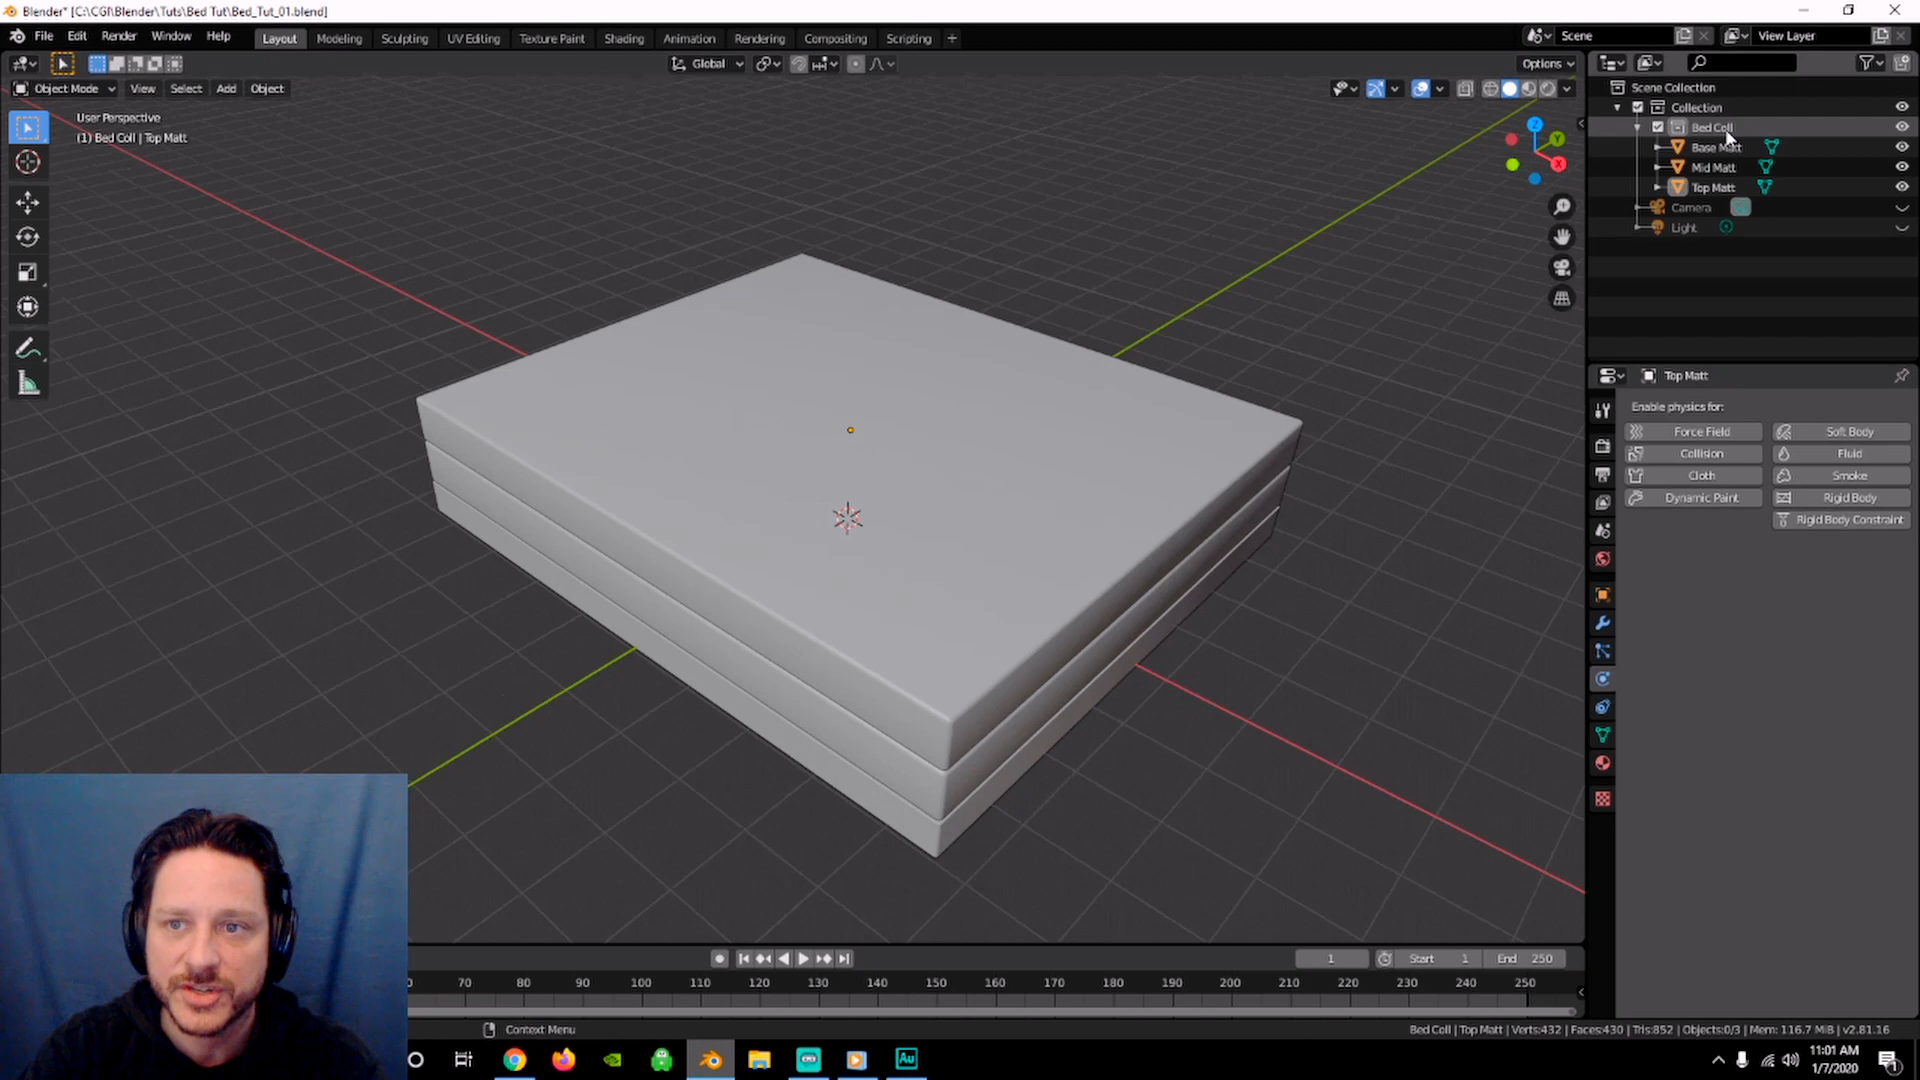 Blender* [C:\CGI\Blender\Tuts\Bed Tut\Bed_Tut_01.blend]
File Edit Render Window Help Layout Modeling Sculpting UV Editing Texture Paint Shading Animation Rendering Compositing Scripting + Scene View Layer
Global Options
Object Mode View Select Add Object
User Perspective
(1) Bed Coll | Top Matt
Z
Y
X
Scene Collection
Collection
Bed Coll
Base Matt
Mid Matt
Top Matt
Camera
Light
Top Matt
Enable physics for:
Force Field Soft Body
Collision Fluid
Cloth Smoke
Dynamic Paint Rigid Body
Rigid Body Constraint
1 Start 1 End 250
70 80 90 100 110 120 130 140 150 160 170 180 190 200 210 220 230 240 250
Context Menu
Bed Coll | Top Matt | Verts:432 | Faces:430 | Tris:852 | Objects:0/3 | Mem: 116.7 MiB | v2.81.16
Au
11:01 AM
1/7/2020
1